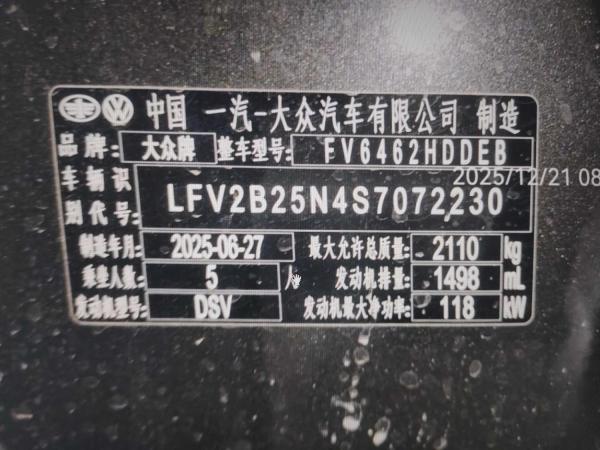 中国 一汽-大众汽车有限公司 制造
品牌: 大众牌 整车型号: FV6462HDDEB
2025/12/21 08
车辆识别代号: LFV2B25N4S7072230
制造年月: 2025-06-27 最大允许总质量: 2110 kg
乘坐人数: 5 人 发动机排量: 1498 mL
发动机型号: DSV 发动机最大净功率: 118 kW